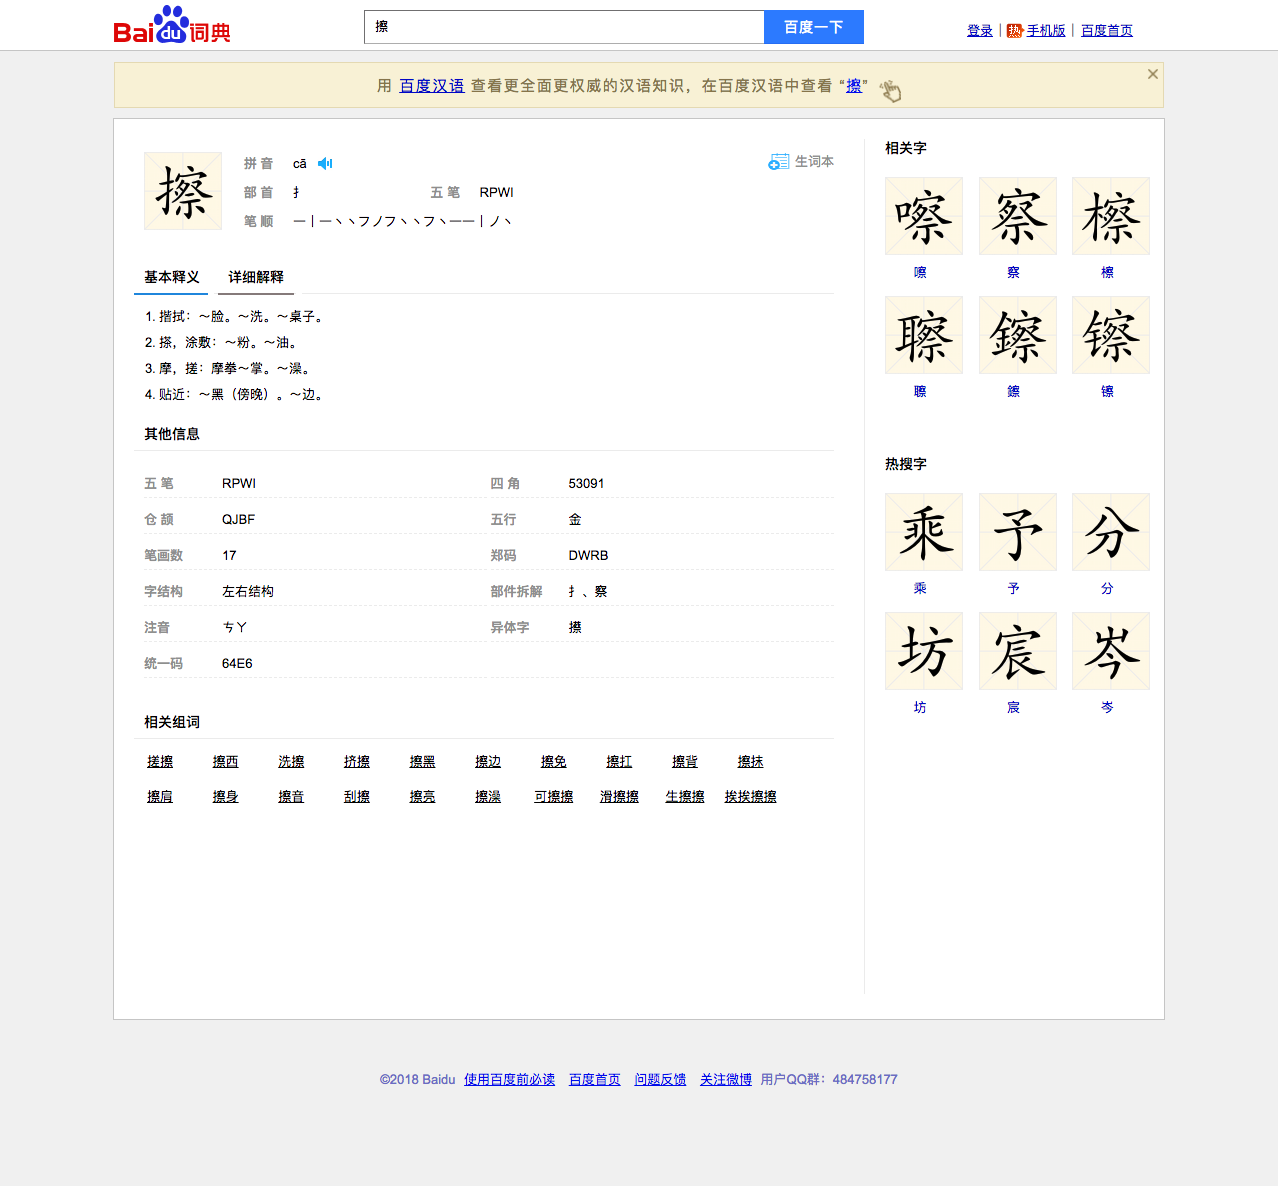 Bai du 词典
擦
百度一下
登录 | 热 手机版 | 百度首页
用 百度汉语 查看更全面更权威的汉语知识，在百度汉语中查看 “擦”
擦
拼 音 cā
生词本
部 首 扌 五 笔 RPWI
笔 顺 一丨一丶丶フノフ丶丶フ丶一一丨ノ丶
基本释义 详细解释
1. 揩拭：～脸。～洗。～桌子。
2. 搽，涂敷：～粉。～油。
3. 摩，搓：摩拳～掌。～澡。
4. 贴近：～黑（傍晚）。～边。
其他信息
五 笔 RPWI 四 角 53091
仓 颉 QJBF 五行 金
笔画数 17 郑码 DWRB
字结构 左右结构 部件拆解 扌、察
注音 ㄘㄚ 异体字 攃
统一码 64E6
相关组词
搓擦 擦西 洗擦 挤擦 擦黑 擦边 擦免 擦扛 擦背 擦抹
擦肩 擦身 擦音 刮擦 擦亮 擦澡 可擦擦 滑擦擦 生擦擦 挨挨擦擦
相关字
嚓 察 檫
嚓 察 檫
聺 鑔 镲
聺 鑔 镲
热搜字
乘 予 分
乘 予 分
坊 宸 岑
坊 宸 岑
©2018 Baidu 使用百度前必读 百度首页 问题反馈 关注微博 用户QQ群：484758177